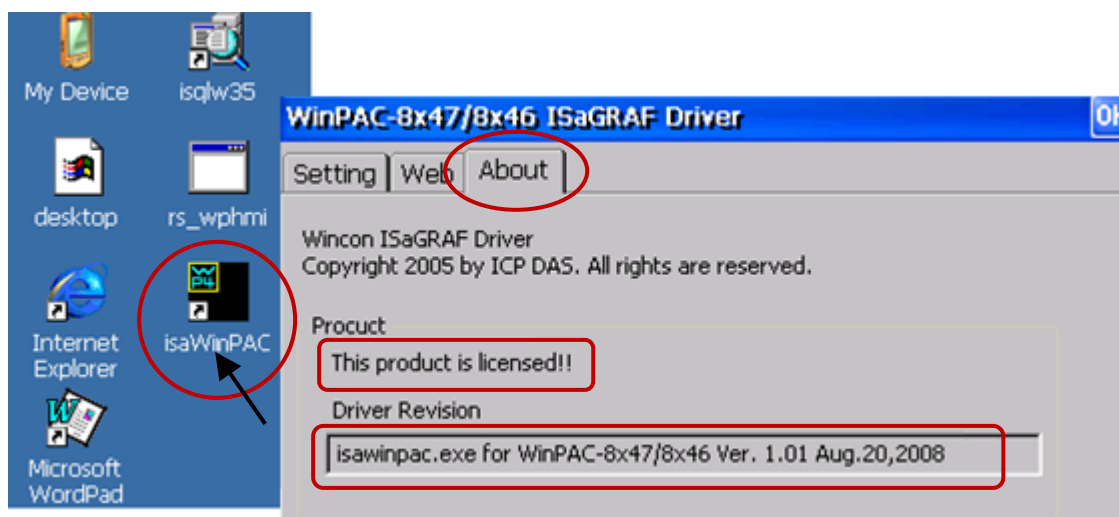 My Device
isqlw35
desktop
rs_wphmi
Internet
Explorer
isaWinPAC
Microsoft
WordPad
WinPAC-8x47/8x46 ISaGRAF Driver
OK
Setting Web About
Wincon ISaGRAF Driver
Copyright 2005 by ICP DAS. All rights are reserved.
Procuct
This product is licensed!!
Driver Revision
isawinpac.exe for WinPAC-8x47/8x46 Ver. 1.01 Aug.20,2008